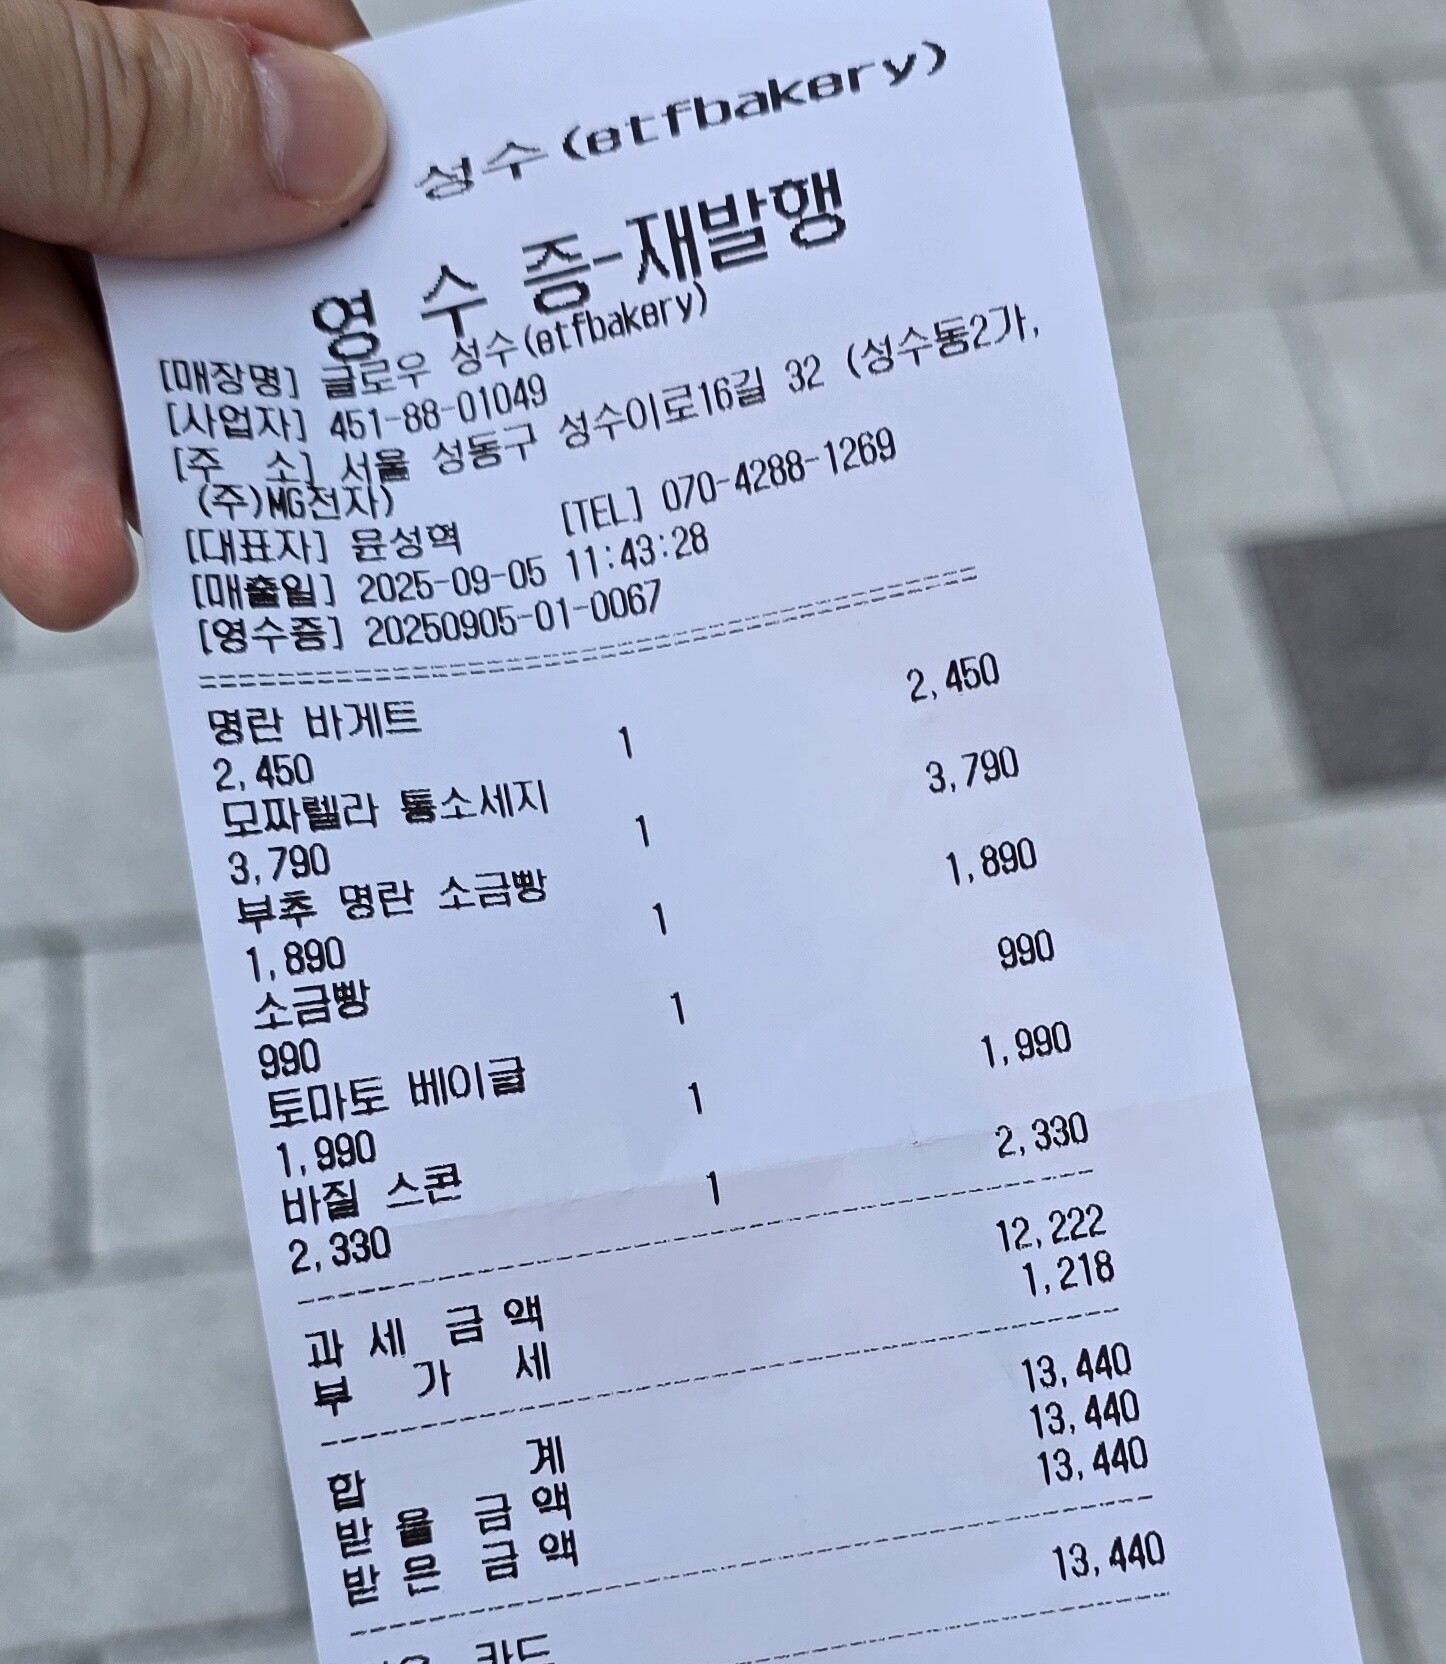 성수(etfbakery)
영 수 증-재발행
[매장명] 글로우 성수(etfbakery)
[사업자] 451-88-01049
[주 소] 서울 성동구 성수이로16길 32 (성수동2가,
(주)MG전자)
[대표자] 윤성혁 [TEL] 070-4288-1269
[매출일] 2025-09-05 11:43:28
[영수증] 20250905-01-0067
명란 바게트
2,450 1 2,450
모짜렐라 통소세지
3,790 1 3,790
부추 명란 소금빵
1,890 1 1,890
소금빵
990 1 990
토마토 베이글
1,990 1 1,990
바질 스콘
2,330 1 2,330
과 세 금 액 12,222
부 가 세 1,218
합 계 13,440
받 을 금 액 13,440
받 은 금 액 13,440
카드 13,440